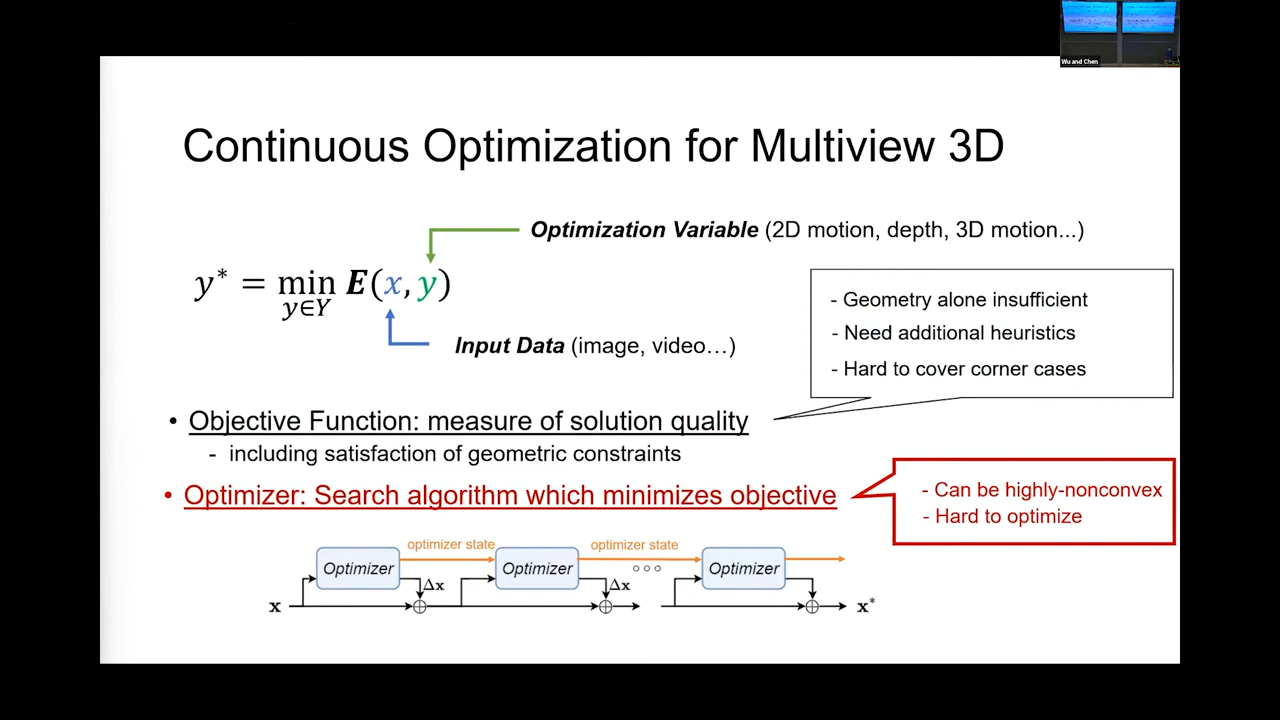 Wu and Chen
Continuous Optimization for Multiview 3D
Optimization Variable (2D motion, depth, 3D motion...)
y* = min E(x, y)
y∈Y
Input Data (image, video…)
- Geometry alone insufficient
- Need additional heuristics
- Hard to cover corner cases
• Objective Function: measure of solution quality
- including satisfaction of geometric constraints
• Optimizer: Search algorithm which minimizes objective
- Can be highly-nonconvex
- Hard to optimize
optimizer state optimizer state
Optimizer Optimizer ○○○ Optimizer
Δx Δx
x x*